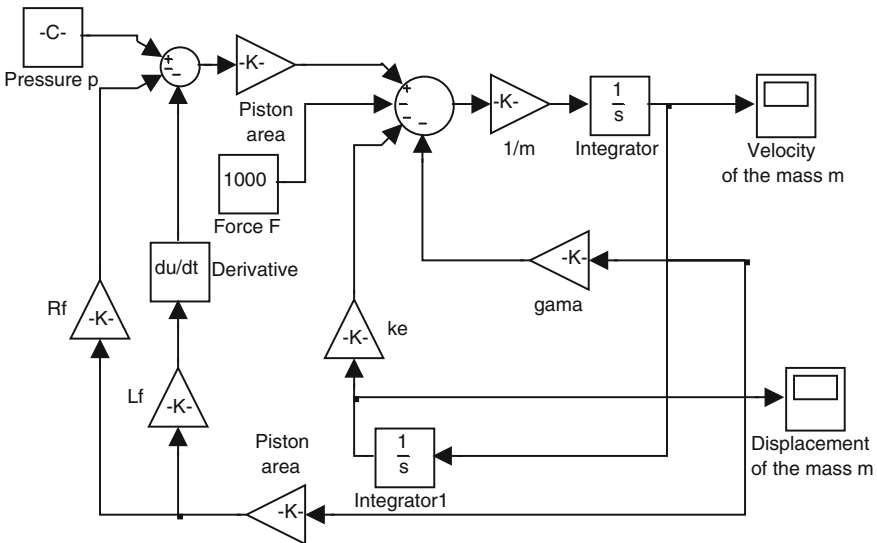 -C-
Pressure p
+
-
-
-K-
Piston
area
1000
Force F
+
-
-
-
-K-
1/m
1
s
Integrator
Velocity
of the mass m
du/dt
Derivative
-K-
gama
Rf
-K-
-K-
ke
Lf
-K-
Piston
area
-K-
1
s
Integrator1
Displacement
of the mass m